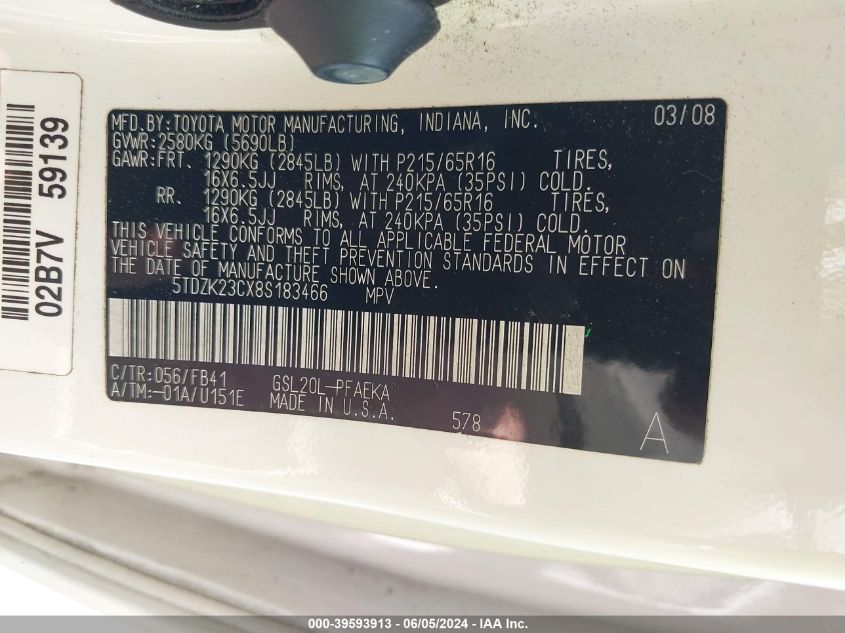 02B7V 59139
MFD.BY:TOYOTA MOTOR MANUFACTURING, INDIANA, INC. 03/08
GVWR:2580KG (5690LB)
GAWR:FRT. 1290KG (2845LB) WITH P215/65R16 TIRES,
16X6.5JJ RIMS, AT 240KPA (35PSI) COLD.
RR. 1290KG (2845LB) WITH P215/65R16 TIRES,
16X6.5JJ RIMS, AT 240KPA (35PSI) COLD.
THIS VEHICLE CONFORMS TO ALL APPLICABLE FEDERAL MOTOR
VEHICLE SAFETY AND THEFT PREVENTION STANDARDS IN EFFECT ON
THE DATE OF MANUFACTURE SHOWN ABOVE.
5TDZK23CX8S183466 MPV
C/TR:056/FB41 GSL20L-PFAEKA
A/TM:-01A/U151E MADE IN U.S.A. 578 A
000-39593913 - 06/05/2024 - IAA Inc.